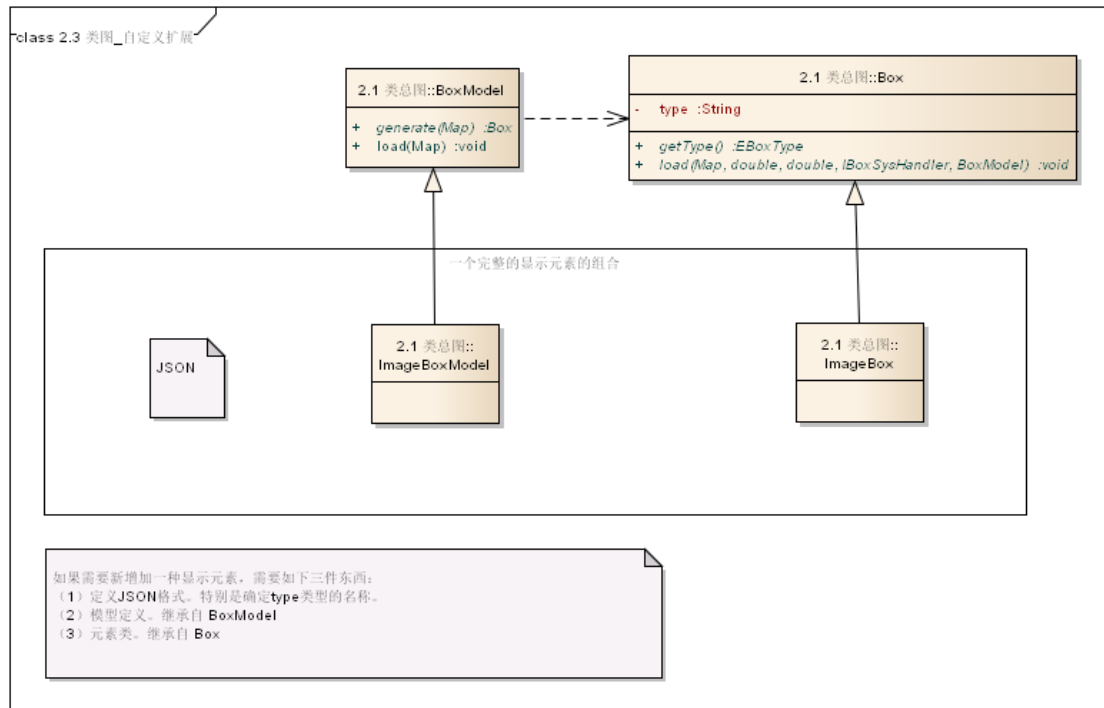 class 2.3 类图_自定义扩展
2.1 类总图::BoxModel
+ generate(Map) :Box
+ load(Map) :void
2.1 类总图::Box
- type :String
+ getType() :EBoxType
+ load(Map, double, double, IBoxSysHandler, BoxModel) :void
一个完整的显示元素的组合
JSON
2.1 类总图::
ImageBoxModel
2.1 类总图::
ImageBox
如果需要新增加一种显示元素，需要如下三件东西：
（1）定义JSON格式。特别是确定type类型的名称。
（2）模型定义。继承自 BoxModel
（3）元素类。继承自 Box